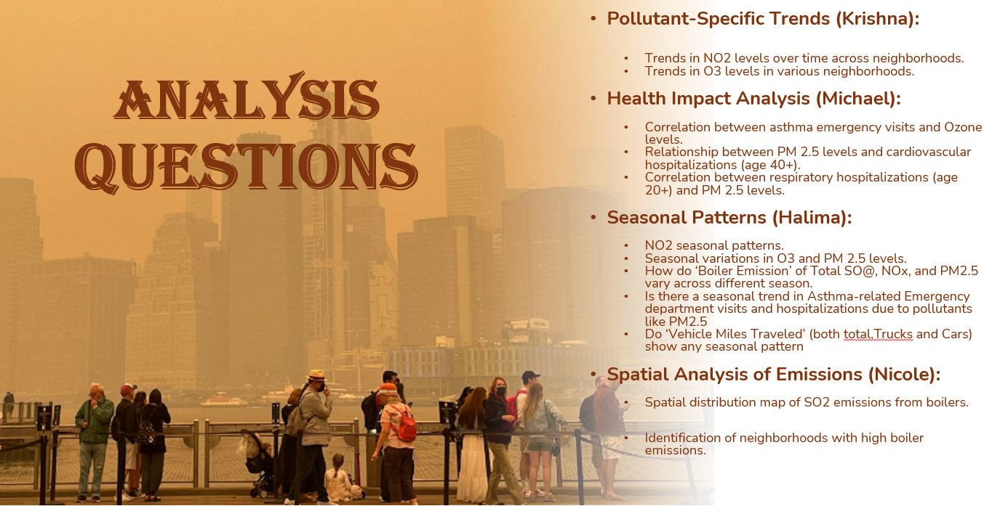 ANALYSIS
QUESTIONS
• Pollutant-Specific Trends (Krishna):
• Trends in NO2 levels over time across neighborhoods.
• Trends in O3 levels in various neighborhoods.
• Health Impact Analysis (Michael):
• Correlation between asthma emergency visits and Ozone
levels.
• Relationship between PM 2.5 levels and cardiovascular
hospitalizations (age 40+).
• Correlation between respiratory hospitalizations (age
20+) and PM 2.5 levels.
• Seasonal Patterns (Halima):
• NO2 seasonal patterns.
• Seasonal variations in O3 and PM 2.5 levels.
• How do ‘Boiler Emission’ of Total SO@, NOx, and PM2.5
vary across different season.
• Is there a seasonal trend in Asthma-related Emergency
department visits and hospitalizations due to pollutants
like PM2.5
• Do ‘Vehicle Miles Traveled’ (both total,Trucks and Cars)
show any seasonal pattern
• Spatial Analysis of Emissions (Nicole):
• Spatial distribution map of SO2 emissions from boilers.
• Identification of neighborhoods with high boiler
emissions.